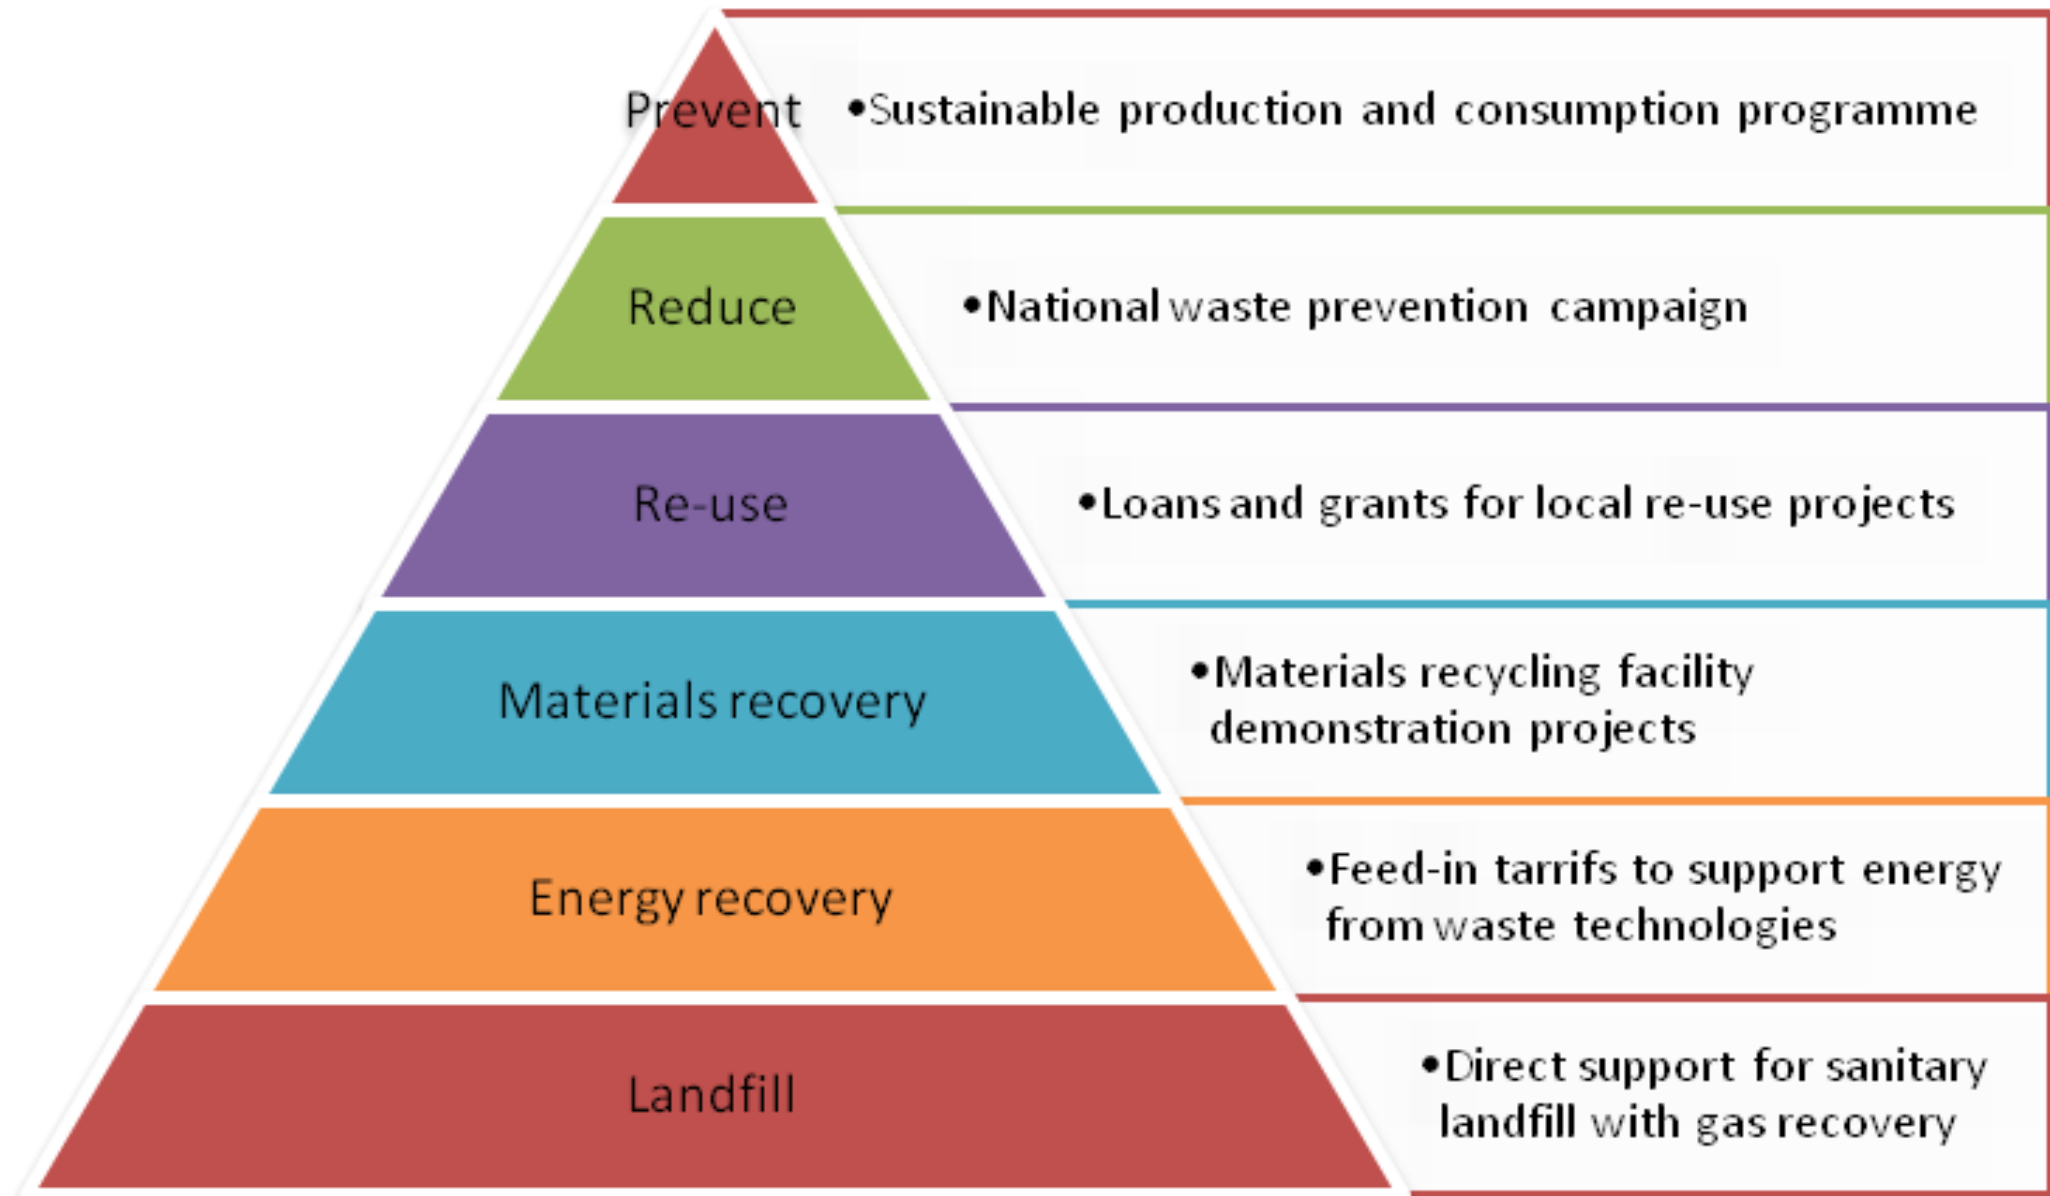 Prevent
•Sustainable production and consumption programme
Reduce
•National waste prevention campaign
Re-use
•Loans and grants for local re-use projects
Materials recovery
•Materials recycling facility
demonstration projects
Energy recovery
•Feed-in tarrifs to support energy
from waste technologies
Landfill
•Direct support for sanitary
landfill with gas recovery